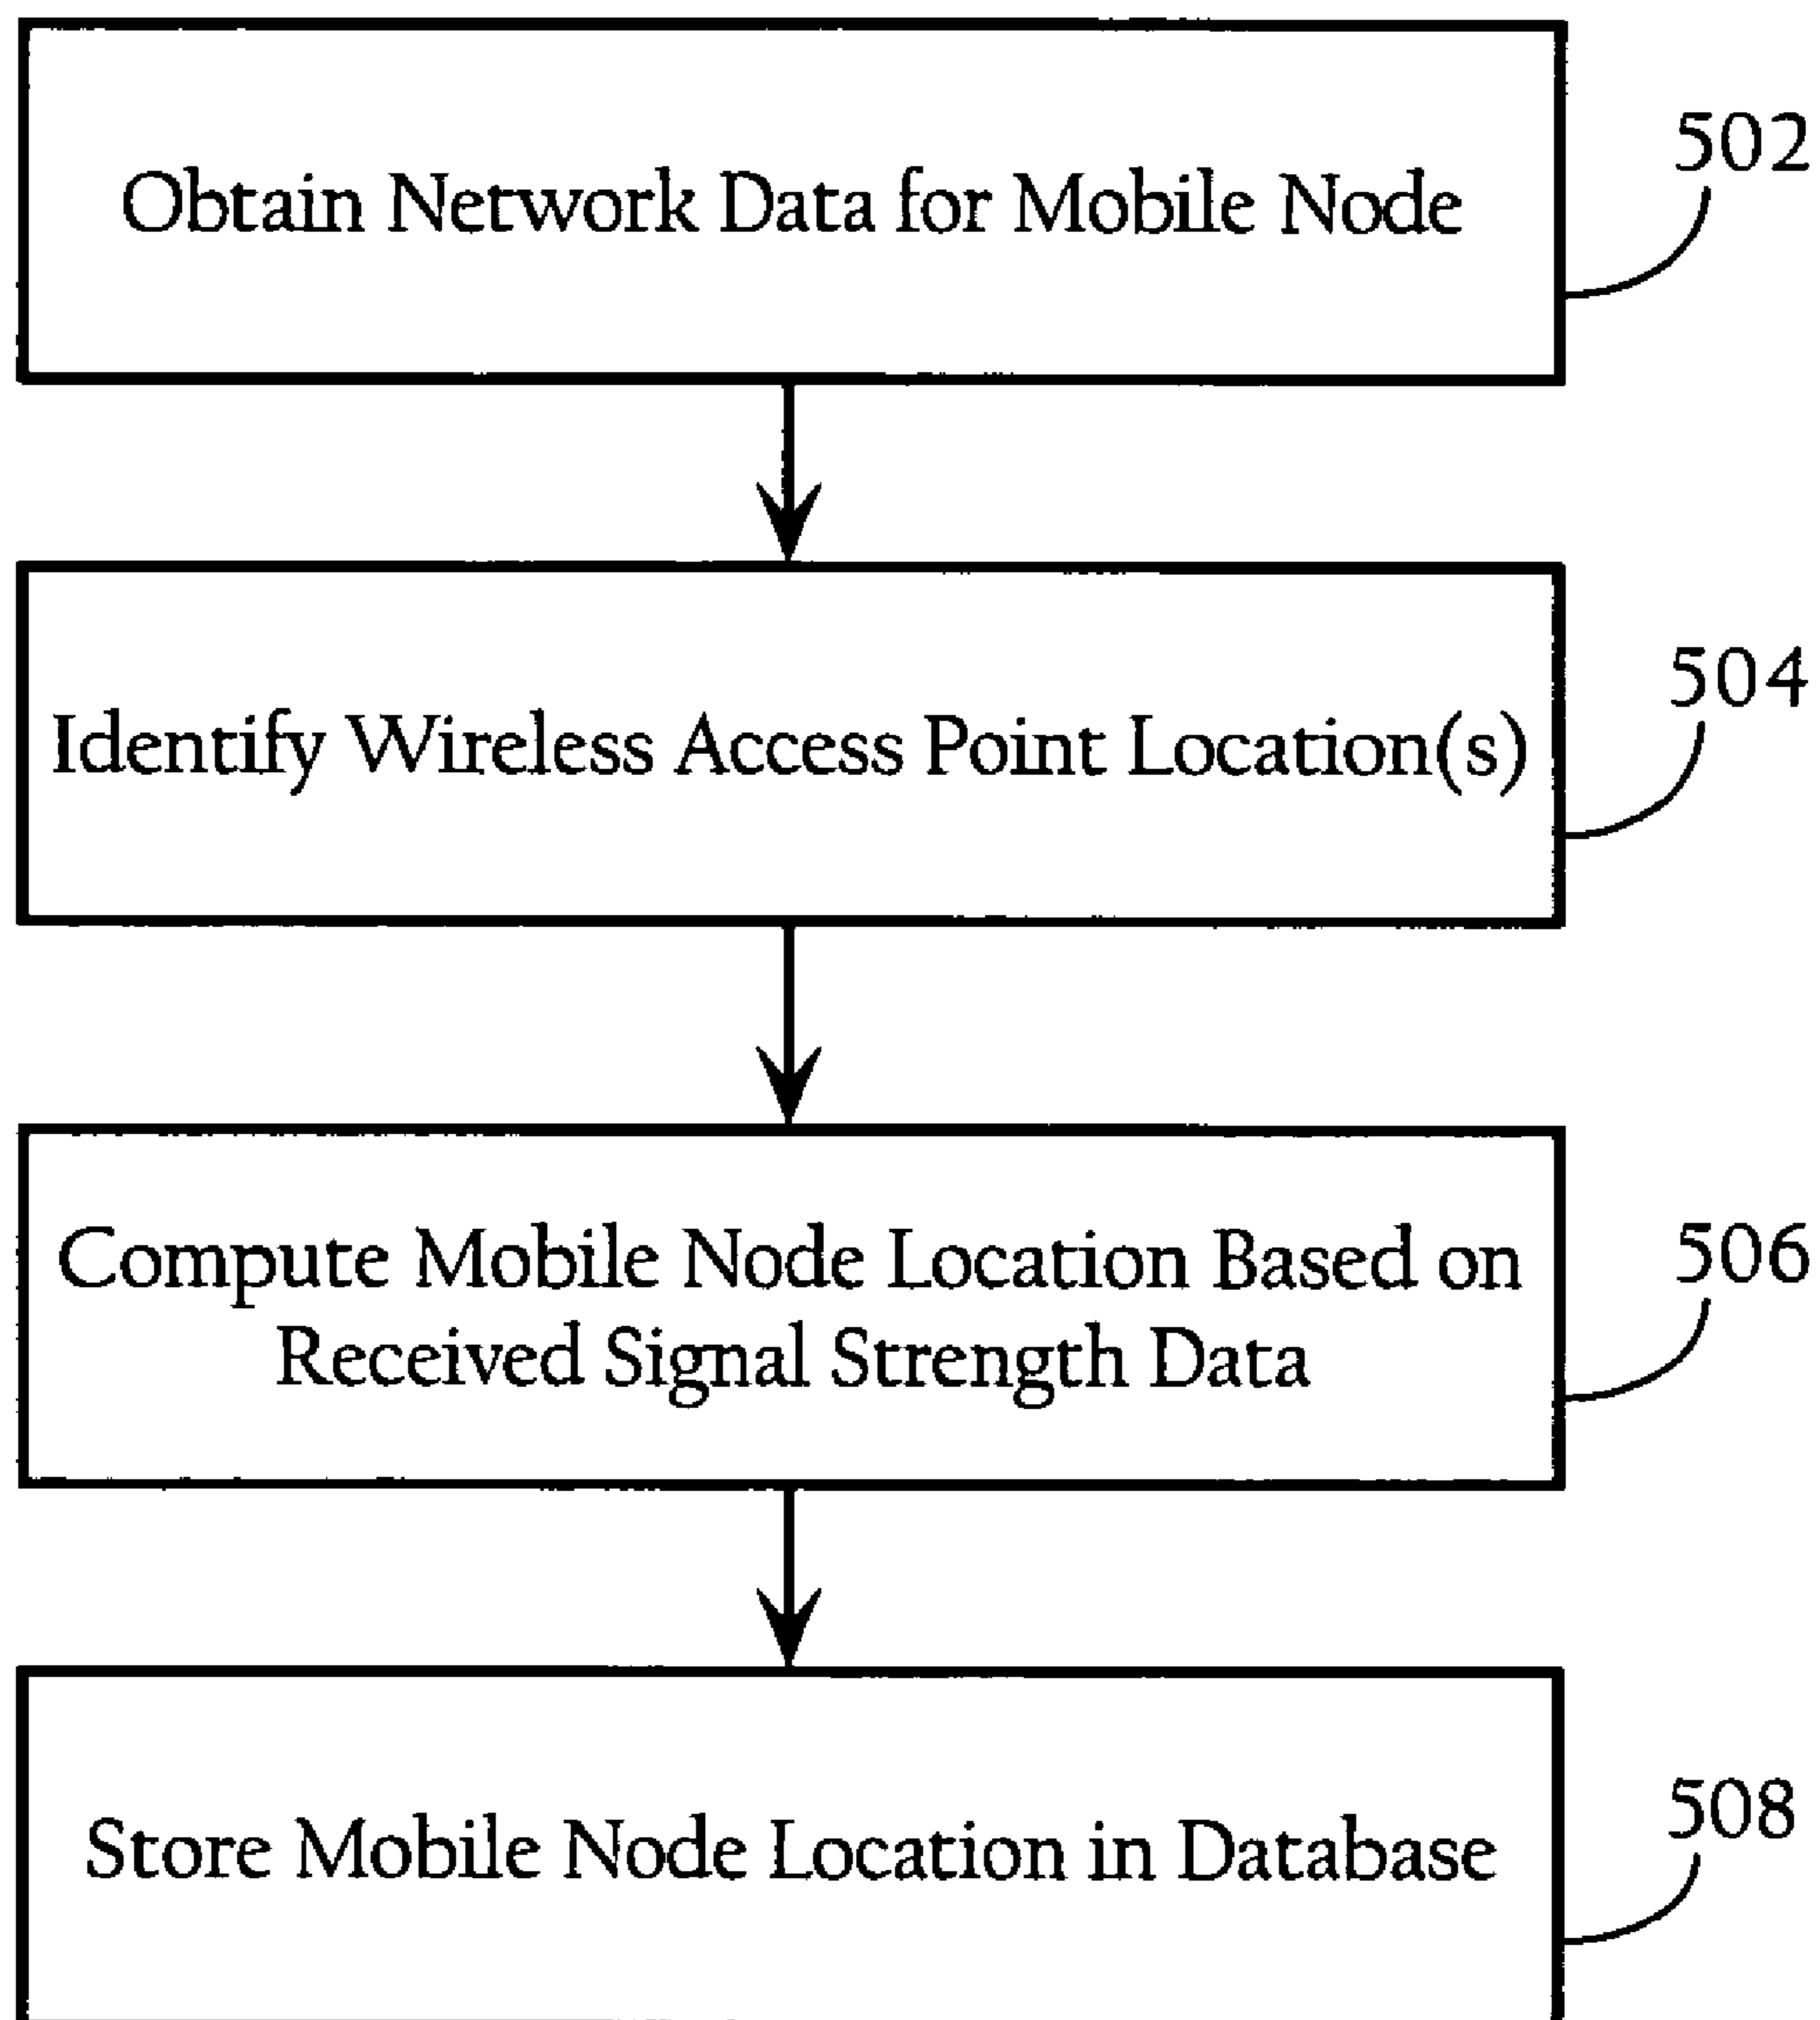 502
Obtain Network Data for Mobile Node
504
Identify Wireless Access Point Location(s)
506
Compute Mobile Node Location Based on
Received Signal Strength Data
508
Store Mobile Node Location in Database